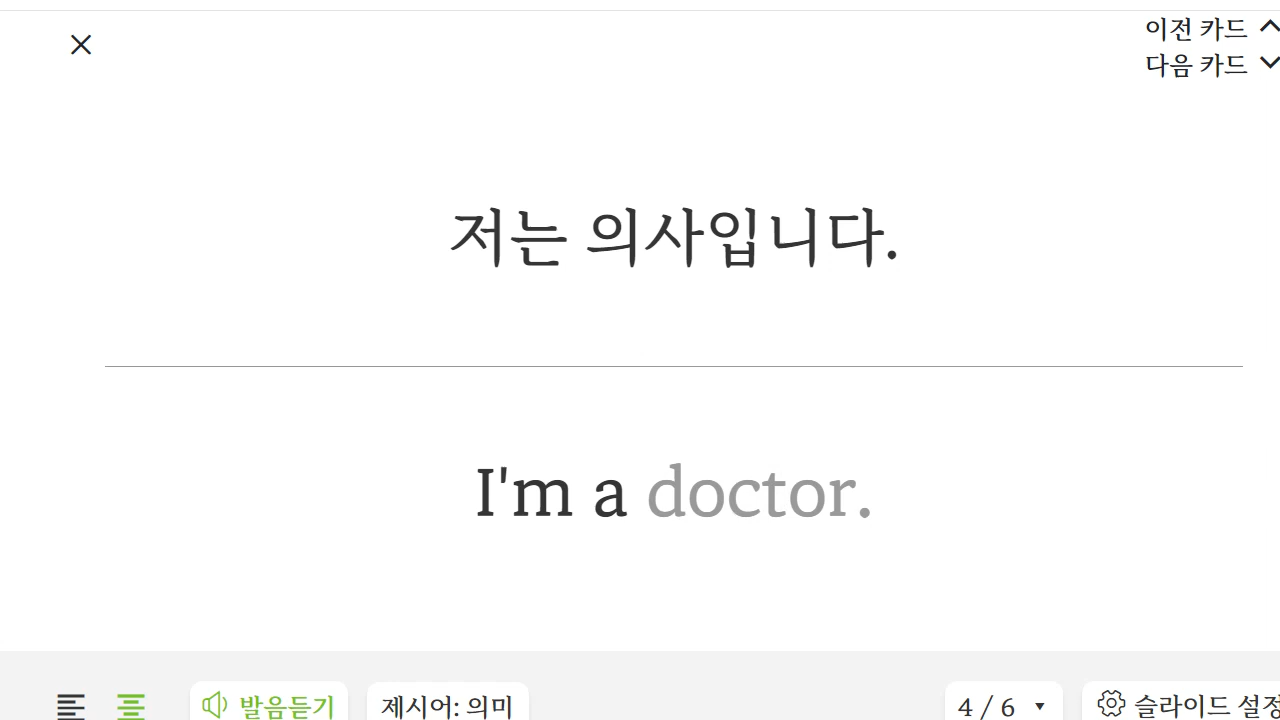 이전 카드
다음 카드
저는 의사입니다.
I'm a doctor.
발음듣기
제시어: 의미
4 / 6
슬라이드 설정